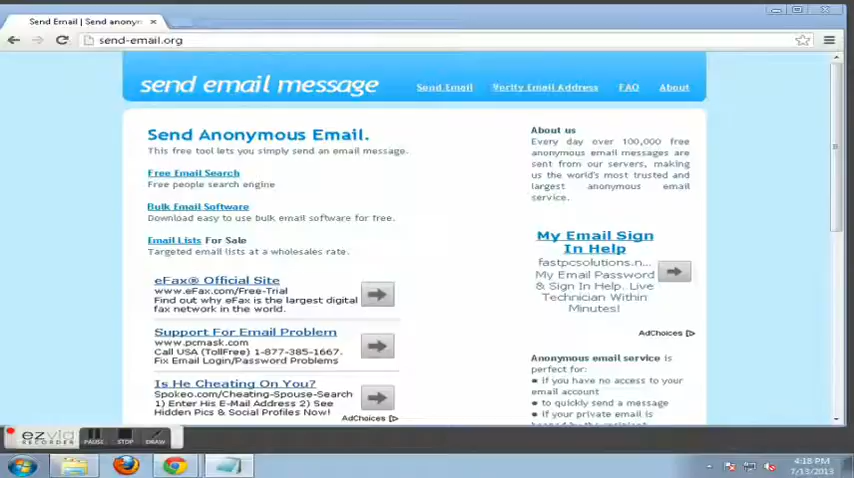 Send Email | Send anonyn
send-email.org
send email message
Send Email
Verify Email Address
FAQ
About
Send Anonymous Email.
This free tool lets you simply send an email message.
Free Email Search
Free people search engine
Bulk Email Software
Download easy to use bulk email software for free.
Email Lists For Sale
Targeted email lists at a wholesales rate.
eFax® Official Site
www.eFax.com/Free-Trial
Find out why eFax is the largest digital
fax network in the world.
Support For Email Problem
www.pcmask.com
Call USA (TollFree) 1-877-385-1667.
Fix Email Login/Password Problems
Is He Cheating On You?
Spokeo.com/Cheating-Spouse-Search
1) Enter His E-Mail Address 2) See
Hidden Pics & Social Profiles Now!
AdChoices
About us
Every day over 100,000 free
anonymous email messages are
sent from our servers, making
us the world's most trusted and
largest anonymous email
service.
My Email Sign
In Help
fastpcsolutions.n...
My Email Password
& Sign In Help. Live
Technician Within
Minutes!
AdChoices
Anonymous email service is
perfect for:
if you have no access to your
email account
to quickly send a message
if your private email is
ezvid
RECORDER
PAUSE
STOP
DRAW
4:18 PM
7/13/2013